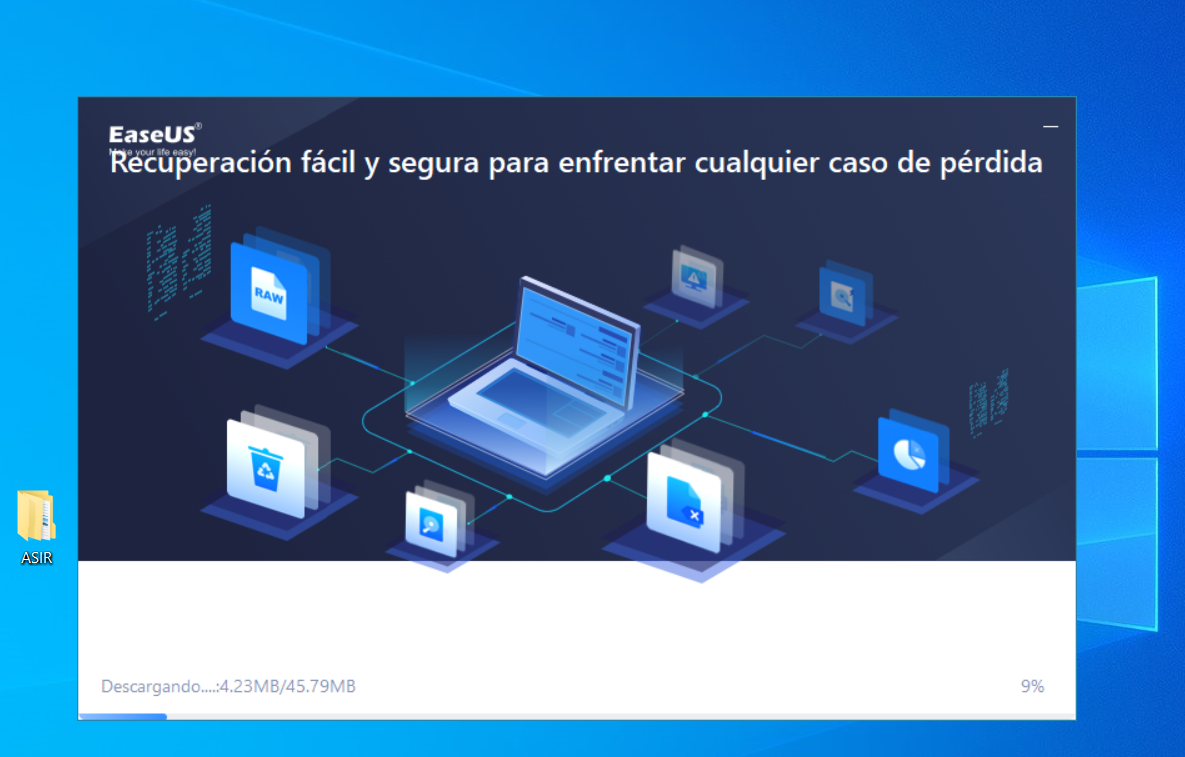 EaseUS®
Make your life easy!
Recuperación fácil y segura para enfrentar cualquier caso de pérdida
RAW
ASIR
Descargando....:4.23MB/45.79MB
9%